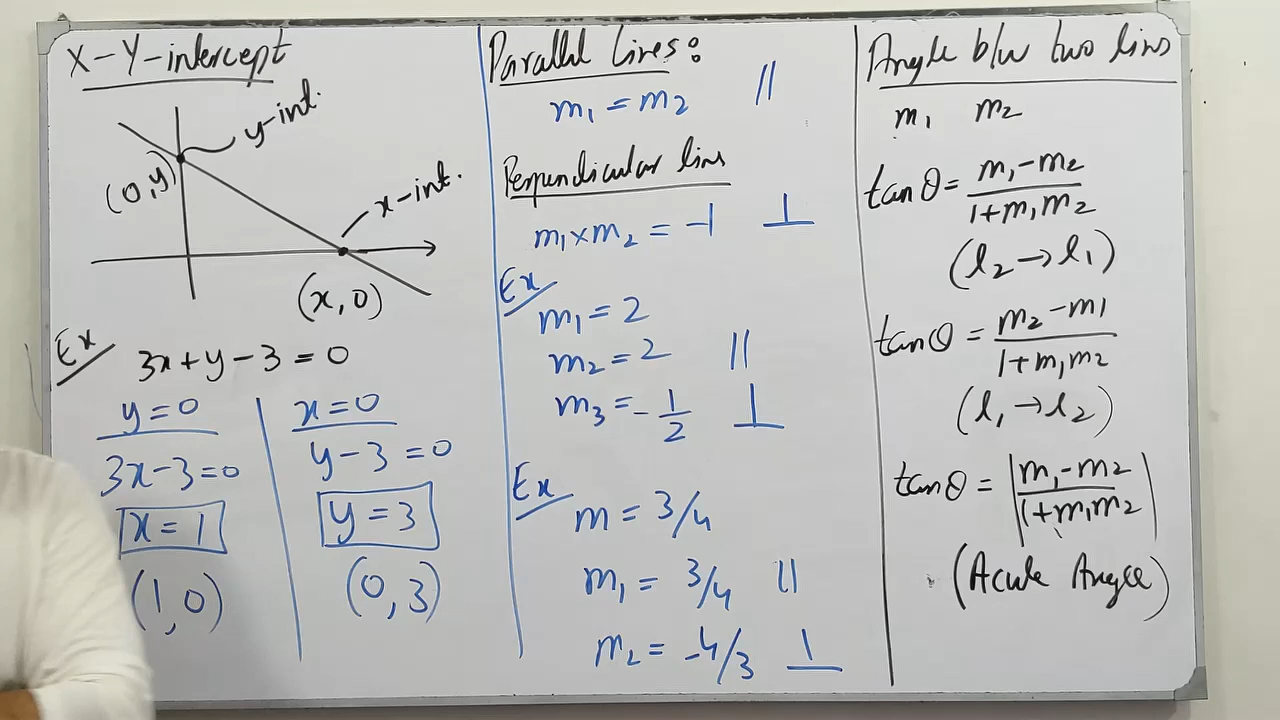 X-Y-intercept
y-int.
(0,y)
x-int.
(x,0)
Ex
3x+y-3=0
y=0
3x-3=0
x=1
(1,0)
x=0
y-3=0
y=3
(0,3)
Parallel Lines:
m₁=m₂ ||
Perpendicular line
m₁×m₂=-1 ⊥
Ex
m₁=2
m₂=2 ||
m₃=-1/2 ⊥
Ex
m=3/4
m₁=3/4 ||
m₂=-4/3 ⊥
Angle b/w two lins
m₁ m₂
tanθ=(m₁-m₂)/(1+m₁m₂)
(l₂→l₁)
tanθ=(m₂-m₁)/(1+m₁m₂)
(l₁→l₂)
tanθ=|(m₁-m₂)/(1+m₁m₂)|
(Acute Angle)